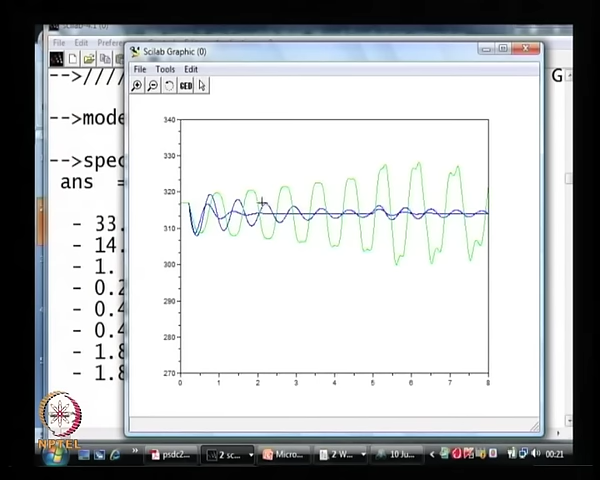 File Edit Preferen
-->////
G
-->mode
-->spec
ans =
- 33.
- 14.
- 1.
- 0.2
- 0.4
- 0.4
- 1.8
- 1.8
Scilab Graphic (0)
File Tools Edit
GED
340
330
320
310
300
290
280
270
0 1 2 3 4 5 6 7 8
NPTEL
psdc2...
2 sc...
Micro...
2 W...
10 Ju...
00:21